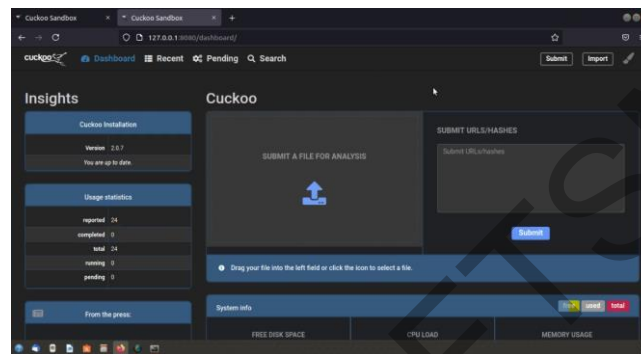 Cuckoo Sandbox × Cuckoo Sandbox × +
127.0.0.1:8000/dashboard/
cuckoo Dashboard Recent Pending Search Submit Import
Insights
Cuckoo Installation
Version 2.0.7
You are up to date.
Usage statistics
reported 24
completed 0
total 24
running 0
pending 0
From the press:
Cuckoo
SUBMIT A FILE FOR ANALYSIS
SUBMIT URLS/HASHES
Submit URLs/hashes
Submit
Drag your file into the left field or click the icon to select a file.
System info free used total
FREE DISK SPACE CPU LOAD MEMORY USAGE